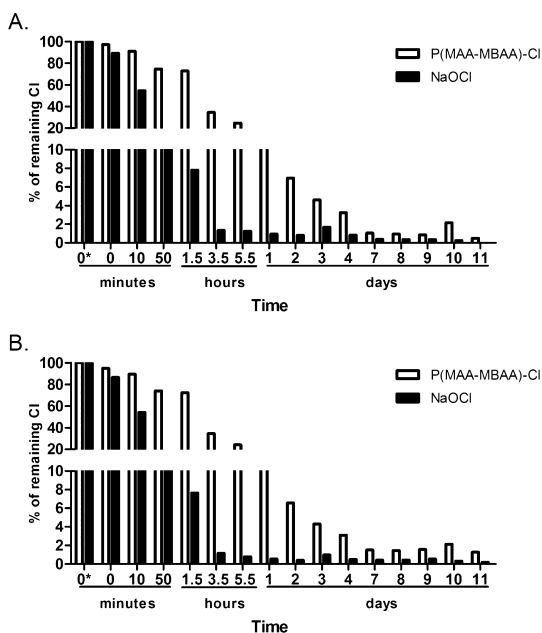 A.
100
80
60
40
20
10
8
6
4
2
0
% of remaining Cl
P(MAA-MBAA)-Cl
NaOCl
0* 0 10 50 1.5 3.5 5.5 1 2 3 4 7 8 9 10 11
minutes hours days
Time
B.
100
80
60
40
20
10
8
6
4
2
0
% of remaining Cl
P(MAA-MBAA)-Cl
NaOCl
0* 0 10 50 1.5 3.5 5.5 1 2 3 4 7 8 9 10 11
minutes hours days
Time